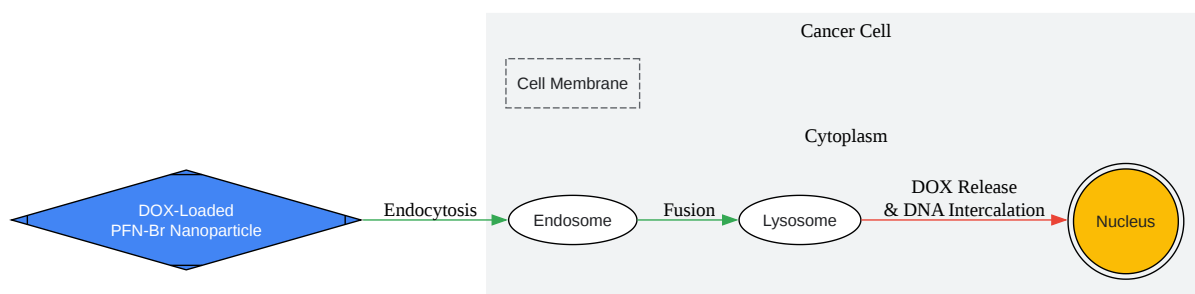 Cancer Cell
Cell Membrane
Cytoplasm
DOX-Loaded
PFN-Br Nanoparticle
Endocytosis
Endosome
Fusion
Lysosome
DOX Release
& DNA Intercalation
Nucleus